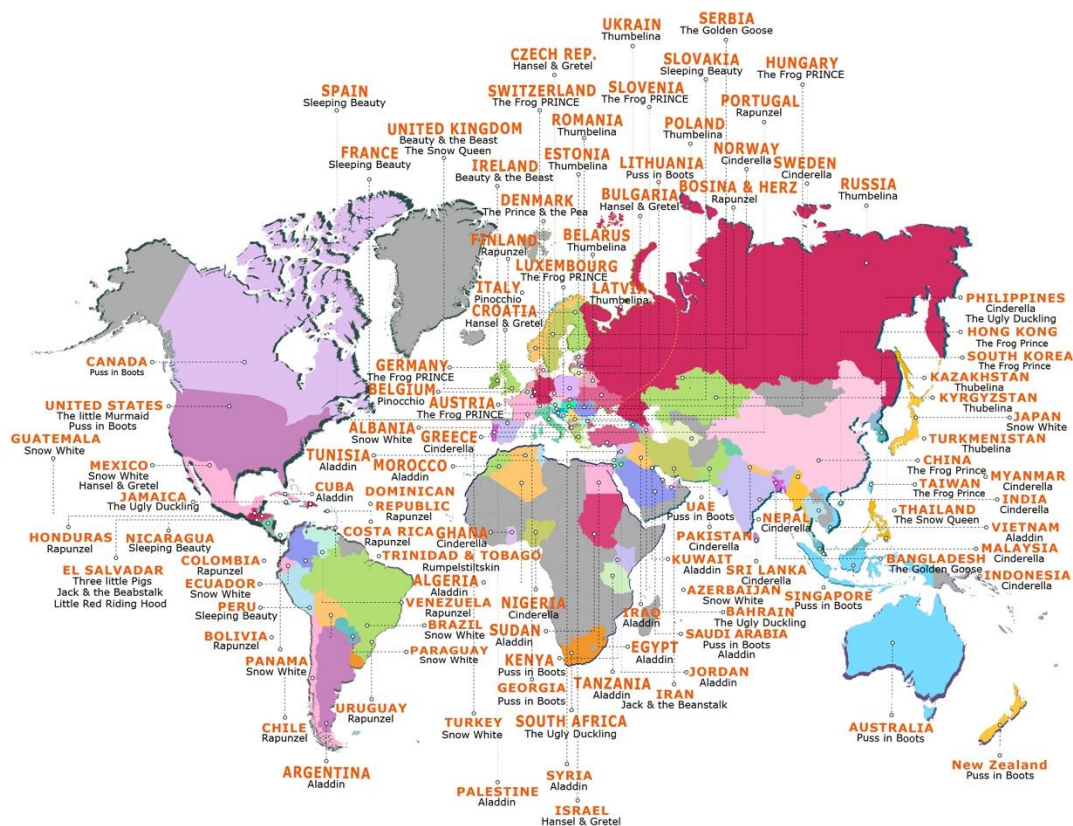 UKRAIN
Thumbelina
SERBIA
The Golden Goose
CZECH REP.
Hansel & Gretel
SLOVAKIA
Sleeping Beauty
HUNGARY
The Frog PRINCE
SPAIN
Sleeping Beauty
SWITZERLAND
The Frog PRINCE
SLOVENIA
The Frog PRINCE
PORTUGAL
Rapunzel
ROMANIA
Thumbelina
POLAND
Thumbelina
UNITED KINGDOM
Beauty & the Beast
The Snow Queen
NORWAY
Cinderella
FRANCE
Sleeping Beauty
ESTONIA
Thumbelina
LITHUANIA
Puss in Boots
SWEDEN
Cinderella
IRELAND
Beauty & the Beast
BULGARIA
Hansel & Gretel
BOSINA & HERZ
Rapunzel
RUSSIA
Thumbelina
DENMARK
The Prince & the Pea
BELARUS
Thumbelina
FINLAND
Rapunzel
LUXEMBOURG
The Frog PRINCE
ITALY
Pinocchio
LATVIA
Thumbelina
CROATIA
Hansel & Gretel
PHILIPPINES
Cinderella
The Ugly Duckling
HONG KONG
The Frog Prince
CANADA
Puss in Boots
GERMANY
The Frog PRINCE
SOUTH KOREA
The Frog Prince
KAZAKHSTAN
Thubelina
BELGIUM
Pinocchio
KYRGYZSTAN
Thubelina
UNITED STATES
The little Murmaid
Puss in Boots
AUSTRIA
The Frog PRINCE
JAPAN
Snow White
ALBANIA
Snow White
GREECE
TURKMENISTAN
Thumbelina
GUATEMALA
Snow White
TUNISIA
Aladdin
CHINA
The Frog Prince
MEXICO
Snow White
Hansel & Gretel
MOROCCO
Aladdin
MYANMAR
Cinderella
TAIWAN
The Frog Prince
CUBA
Aladdin
DOMINICAN
REPUBLIC
Rapunzel
JAMAICA
The Ugly Duckling
UAE
Puss in Boots
INDIA
Cinderella
THAILAND
The Snow Queen
NEPAL
Cinderella
VIETNAM
Aladdin
HONDURAS
Rapunzel
NICARAGUA
Sleeping Beauty
COSTA RICA
Rapunzel
GHANA
Cinderella
PAKISTAN
Cinderella
MALAYSIA
Cinderella
COLOMBIA
Rapunzel
TRINIDAD & TOBAGO
Rumpelstiltskin
KUWAIT
Aladdin
SRI LANKA
Cinderella
BANGLADESH
The Golden Goose
EL SALVADAR
Three little Pigs
Jack & the Beabstalk
Little Red Riding Hood
ECUADOR
Snow White
ALGERIA
Aladdin
INDONESIA
Cinderella
AZERBAIJAN
Snow White
SINGAPORE
Puss in Boots
PERU
Sleeping Beauty
VENEZUELA
Rapunzel
NIGERIA
Cinderella
IRAQ
Aladdin
BAHRAIN
The Ugly Duckling
BRAZIL
Snow White
SUDAN
Aladdin
BOLIVIA
Rapunzel
SAUDI ARABIA
Puss in Boots
Aladdin
PARAGUAY
Snow White
EGYPT
Aladdin
PANAMA
Snow White
KENYA
Puss in Boots
JORDAN
Aladdin
TANZANIA
Aladdin
IRAN
Jack & the Beanstalk
GEORGIA
Puss in Boots
URUGUAY
Rapunzel
TURKEY
Snow White
SOUTH AFRICA
The Ugly Duckling
CHILE
Rapunzel
AUSTRALIA
Puss in Boots
ARGENTINA
Aladdin
New Zealand
Puss in Boots
SYRIA
Aladdin
PALESTINE
Aladdin
ISRAEL
Hansel & Gretel